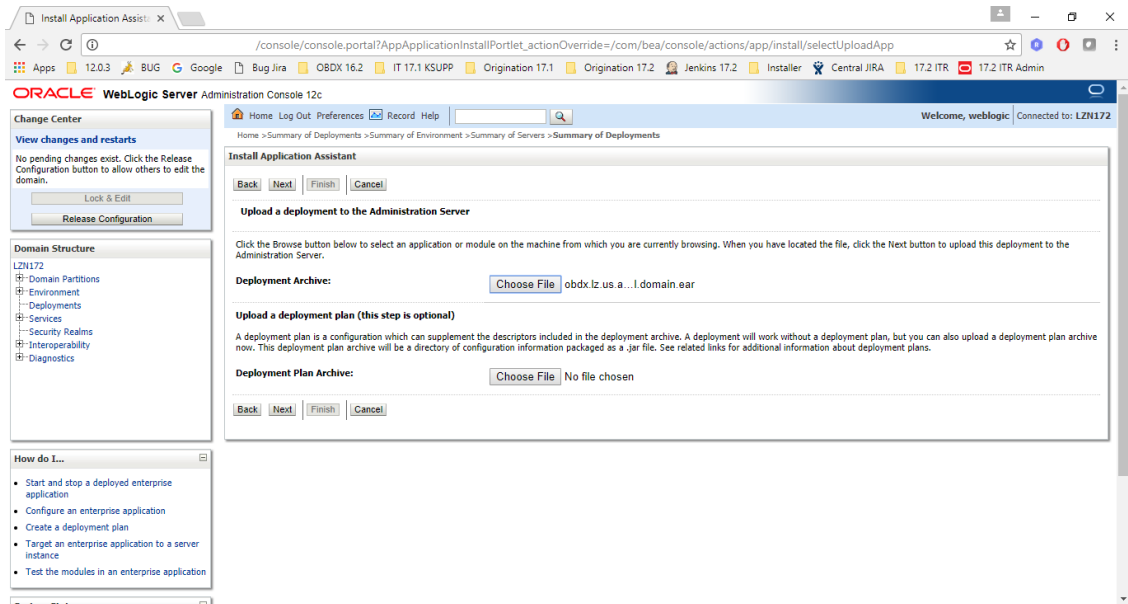 Install Application Assista
/console/console.portal?AppApplicationInstallPortlet_actionOverride=/com/bea/console/actions/app/install/selectUploadApp
Apps 12.0.3 BUG Google Bug Jira OBDX 16.2 IT 17.1 KSUPP Origination 17.1 Origination 17.2 Jenkins 17.2 Installer Central JIRA 17.2 ITR 17.2 ITR Admin
ORACLE WebLogic Server Administration Console 12c
Change Center
View changes and restarts
No pending changes exist. Click the Release
Configuration button to allow others to edit the
domain.
Lock & Edit
Release Configuration
Domain Structure
LZN172
Domain Partitions
Environment
Deployments
Services
Security Realms
Interoperability
Diagnostics
How do I...
Start and stop a deployed enterprise
application
Configure an enterprise application
Create a deployment plan
Target an enterprise application to a server
instance
Test the modules in an enterprise application
Home Log Out Preferences Record Help
Welcome, weblogic Connected to: LZN172
Home >Summary of Deployments >Summary of Environment >Summary of Servers >Summary of Deployments
Install Application Assistant
Back Next Finish Cancel
Upload a deployment to the Administration Server
Click the Browse button below to select an application or module on the machine from which you are currently browsing. When you have located the file, click the Next button to upload this deployment to the
Administration Server.
Deployment Archive: Choose File obdx.lz.us.a...l.domain.ear
Upload a deployment plan (this step is optional)
A deployment plan is a configuration which can supplement the descriptors included in the deployment archive. A deployment will work without a deployment plan, but you can also upload a deployment plan archive
now. This deployment plan archive will be a directory of configuration information packaged as a .jar file. See related links for additional information about deployment plans.
Deployment Plan Archive: Choose File No file chosen
Back Next Finish Cancel